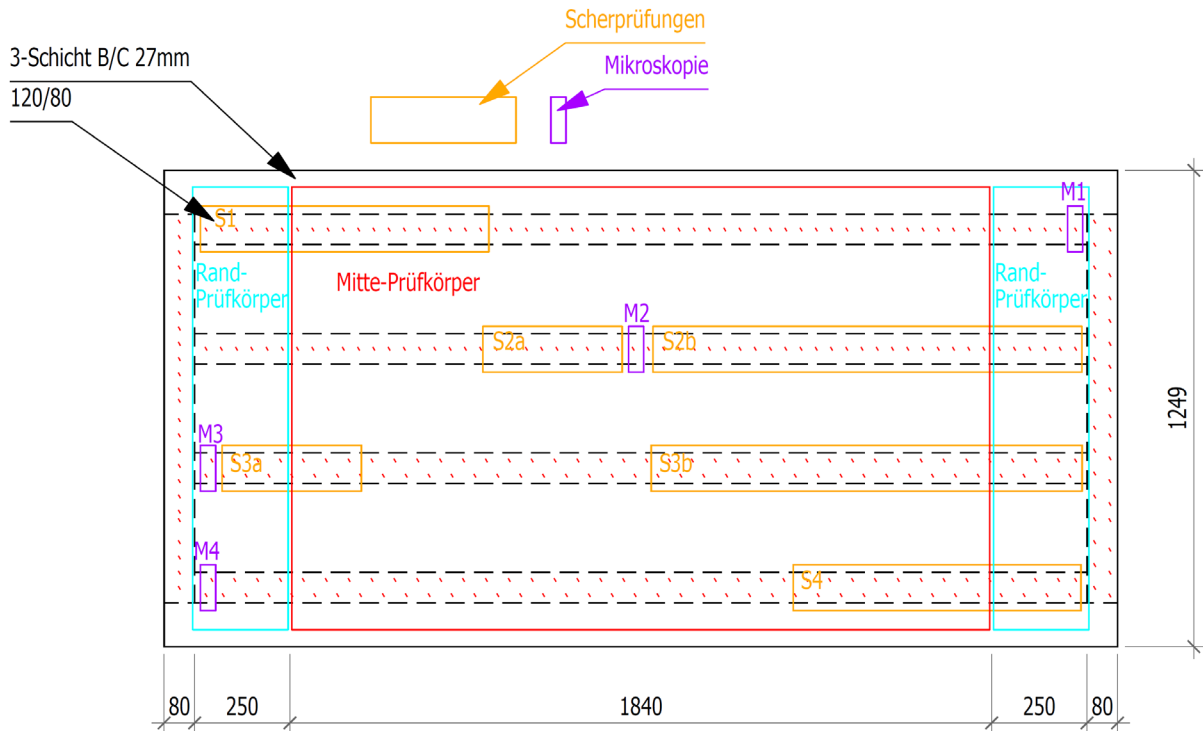 Scherprüfungen
3-Schicht B/C 27mm
Mikroskopie
120/80
M1
S1
Rand-
Prüfkörper
Mitte-Prüfkörper
Rand-
Prüfkörper
M2
S2a
S2b
1249
M3
S3a
S3b
M4
S4
80
250
1840
250
80